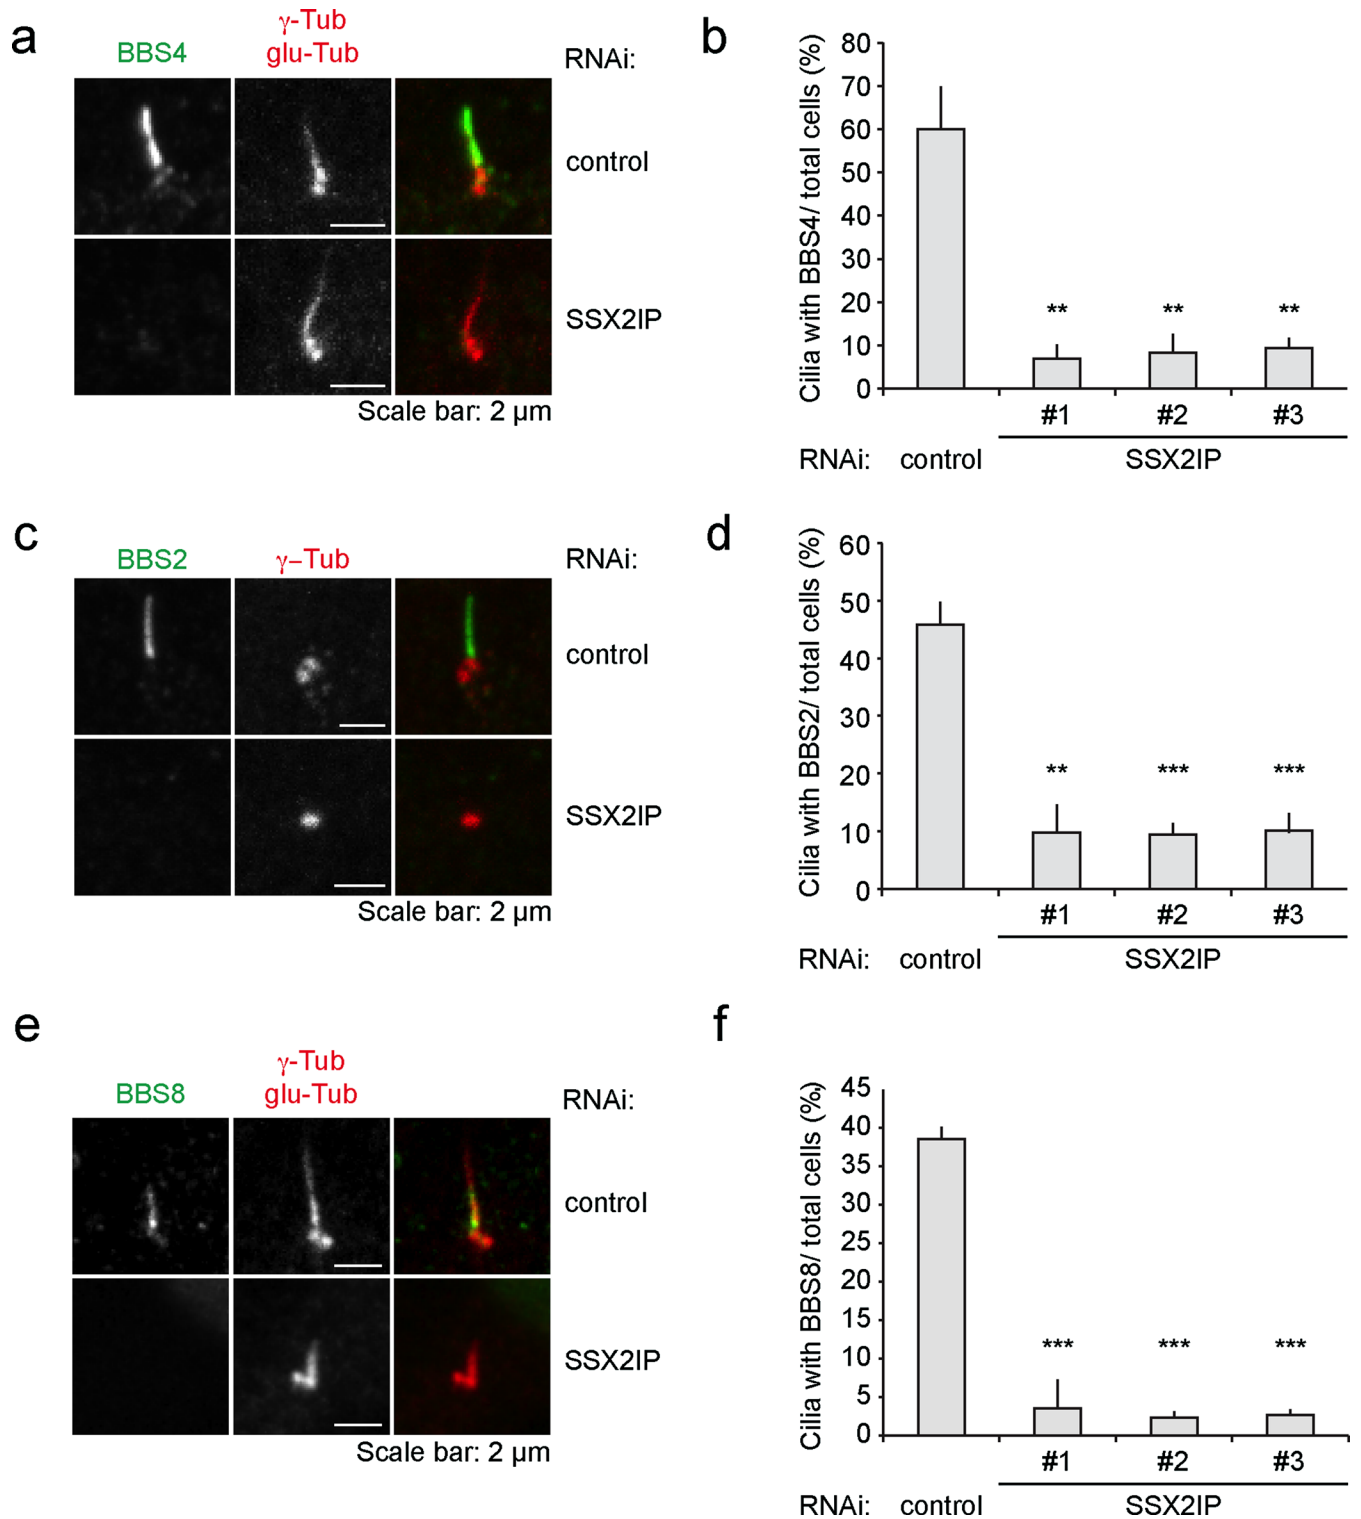 a
BBS4
γ-Tub
glu-Tub
RNAi:
control
SSX2IP
Scale bar: 2 µm
b
Cilia with BBS4/ total cells (%)
80
70
60
50
40
30
20
10
0
** ** **
#1 #2 #3
RNAi: control SSX2IP
c
BBS2
γ–Tub
RNAi:
control
SSX2IP
Scale bar: 2 µm
d
Cilia with BBS2/ total cells (%)
60
50
40
30
20
10
0
** *** ***
#1 #2 #3
RNAi: control SSX2IP
e
BBS8
γ-Tub
glu-Tub
RNAi:
control
SSX2IP
Scale bar: 2 µm
f
Cilia with BBS8/ total cells (%)
45
40
35
30
25
20
15
10
5
0
*** *** ***
#1 #2 #3
RNAi: control SSX2IP